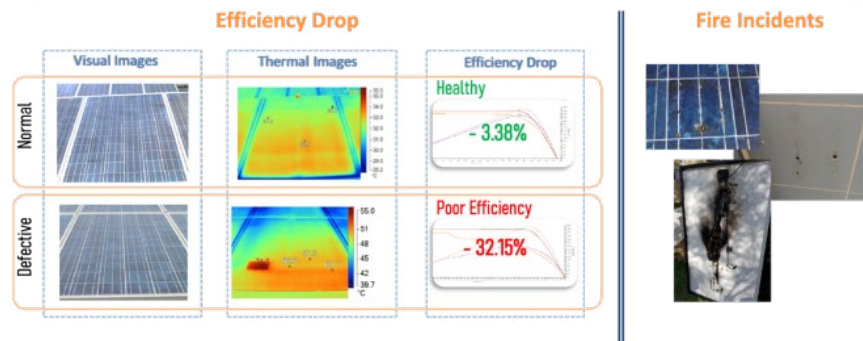 Efficiency Drop
Fire Incidents
Visual Images
Thermal Images
Efficiency Drop
Normal
Healthy
- 3.38%
°C
Defective
55.0
51
48
45
42
39.7
°C
Poor Efficiency
- 32.15%